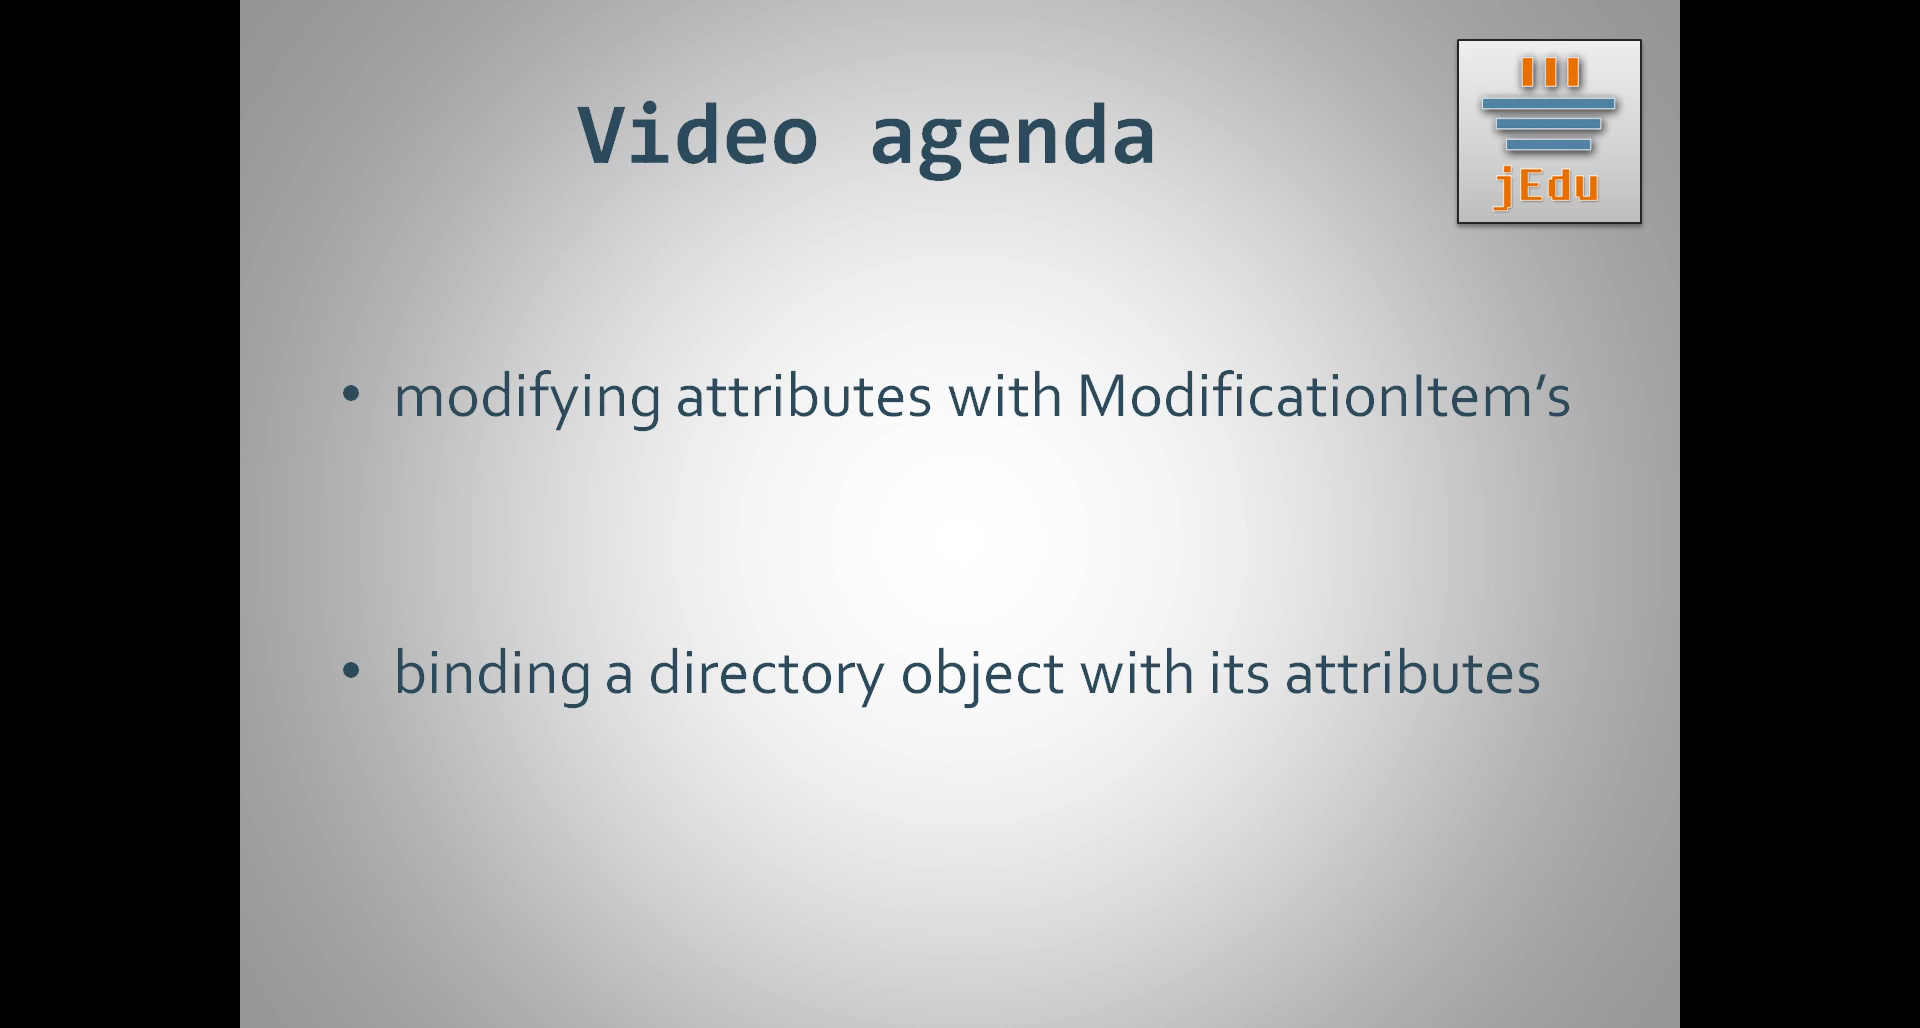 Video agenda
jEdu
• modifying attributes with ModificationItem’s
• binding a directory object with its attributes